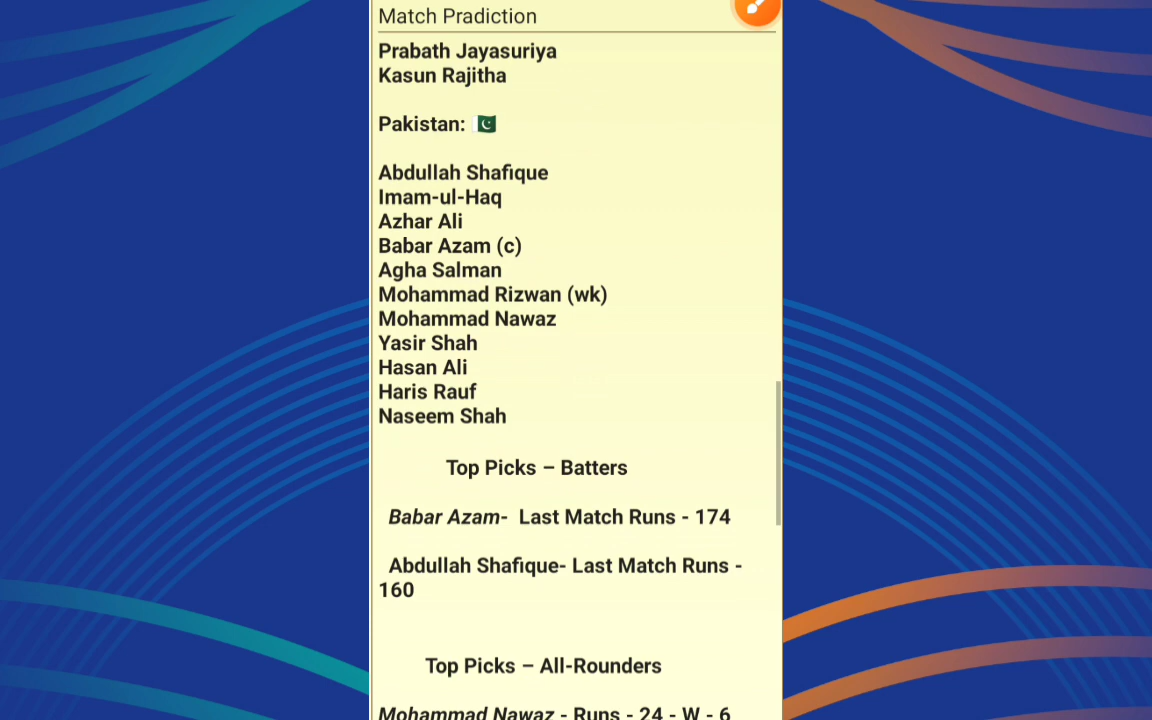 Match Pradiction
Prabath Jayasuriya
Kasun Rajitha
Pakistan: 🇵🇰
Abdullah Shafique
Imam-ul-Haq
Azhar Ali
Babar Azam (c)
Agha Salman
Mohammad Rizwan (wk)
Mohammad Nawaz
Yasir Shah
Hasan Ali
Haris Rauf
Naseem Shah
Top Picks – Batters
Babar Azam- Last Match Runs - 174
Abdullah Shafique- Last Match Runs -
160
Top Picks – All-Rounders
Mohammad Nawaz - Runs - 24 - W - 6